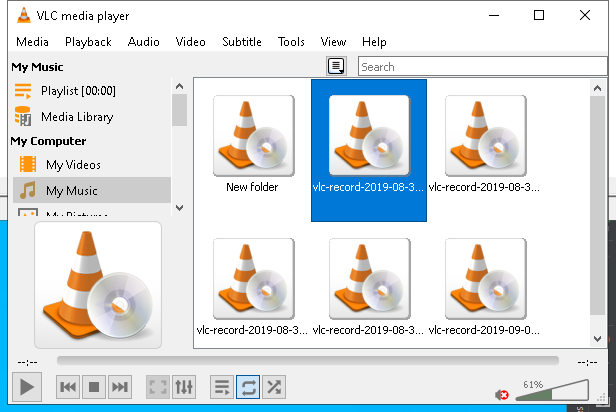 VLC media player
Media Playback Audio Video Subtitle Tools View Help
My Music
Search
Playlist [00:00]
Media Library
My Computer
My Videos
My Music
My Pictures
New folder
vlc-record-2019-08-3...
vlc-record-2019-08-3...
vlc-record-2019-08-3...
vlc-record-2019-08-3...
vlc-record-2019-09-0...
--:--
--:--
61%